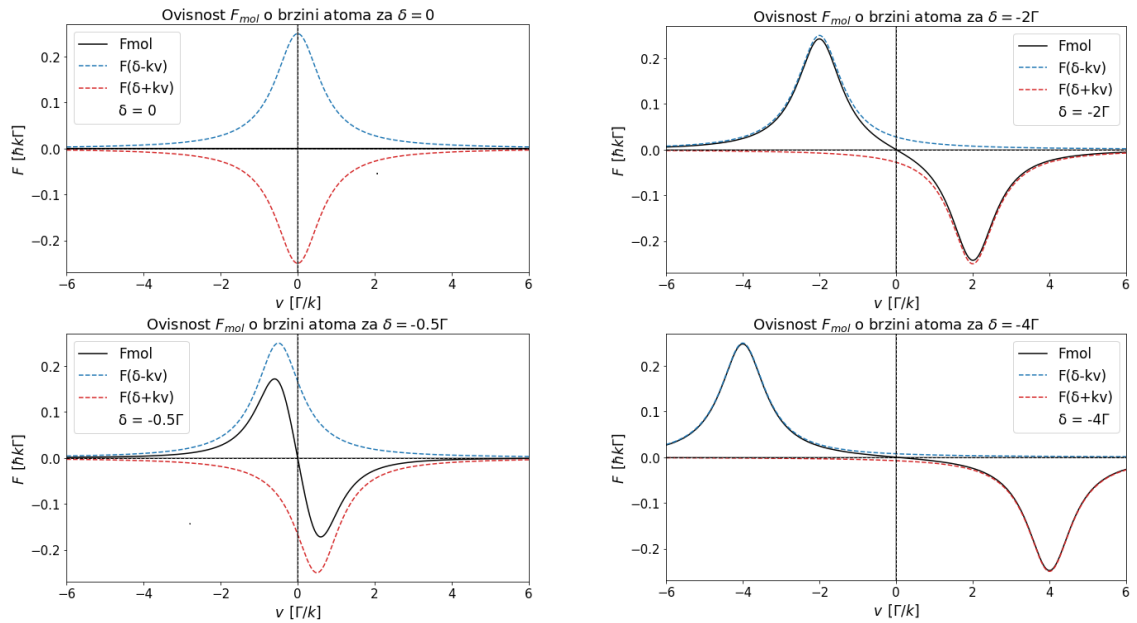 Ovisnost F_mol o brzini atoma za δ = 0
Fmol
F(δ-kv)
F(δ+kv)
δ = 0
0.2
0.1
0.0
−0.1
−0.2
F [ħkΓ]
−6 −4 −2 0 2 4 6
v [Γ/k]
Ovisnost F_mol o brzini atoma za δ = -2Γ
Fmol
F(δ-kv)
F(δ+kv)
δ = -2Γ
0.2
0.1
0.0
−0.1
−0.2
F [ħkΓ]
−6 −4 −2 0 2 4 6
v [Γ/k]
Ovisnost F_mol o brzini atoma za δ = -0.5Γ
Fmol
F(δ-kv)
F(δ+kv)
δ = -0.5Γ
0.2
0.1
0.0
−0.1
−0.2
F [ħkΓ]
−6 −4 −2 0 2 4 6
v [Γ/k]
Ovisnost F_mol o brzini atoma za δ = -4Γ
Fmol
F(δ-kv)
F(δ+kv)
δ = -4Γ
0.2
0.1
0.0
−0.1
−0.2
F [ħkΓ]
−6 −4 −2 0 2 4 6
v [Γ/k]